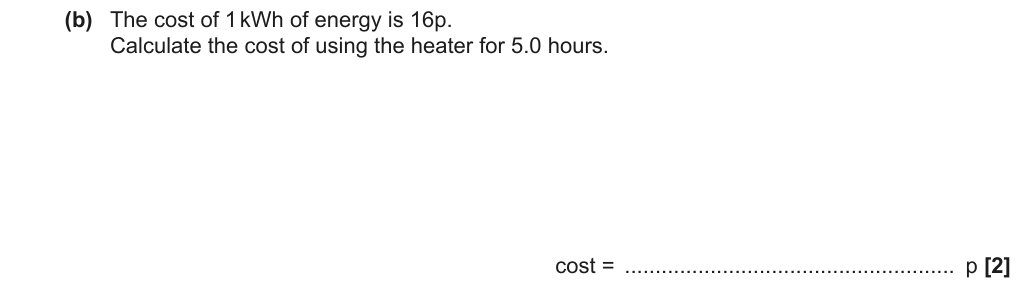 (b) The cost of 1 kWh of energy is 16p.
Calculate the cost of using the heater for 5.0 hours.
cost = ..................................................... p [2]